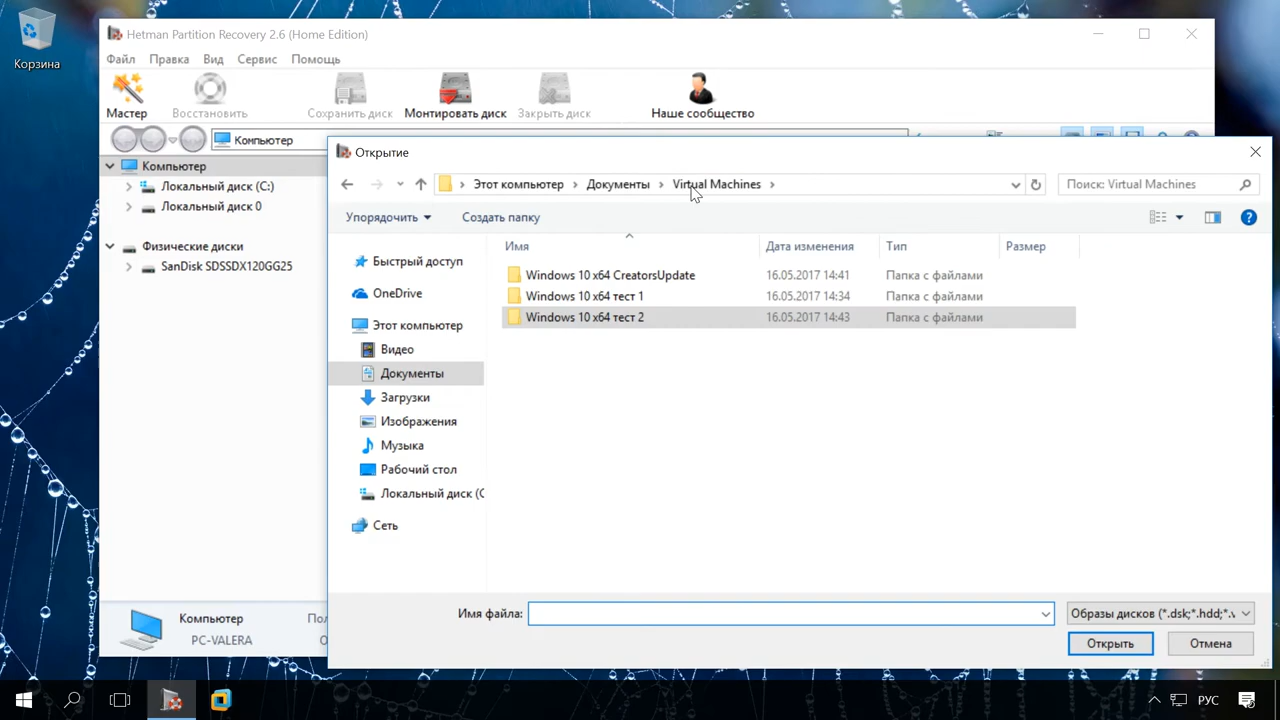 Корзина
Hetman Partition Recovery 2.6 (Home Edition)
Файл Правка Вид Сервис Помощь
Мастер Восстановить Сохранить диск Монтировать диск Закрыть диск Наше сообщество
Компьютер
Компьютер
Локальный диск (C:)
Локальный диск 0
Физические диски
SanDisk SDSSDX120GG25
Компьютер
PC-VALERA
Открытие
Этот компьютер › Документы › Virtual Machines ›
Поиск: Virtual Machines
Упорядочить Создать папку
Быстрый доступ
OneDrive
Этот компьютер
Видео
Документы
Загрузки
Изображения
Музыка
Рабочий стол
Локальный диск (C
Сеть
Имя Дата изменения Тип Размер
Windows 10 x64 CreatorsUpdate 16.05.2017 14:41 Папка с файлами
Windows 10 x64 тест 1 16.05.2017 14:34 Папка с файлами
Windows 10 x64 тест 2 16.05.2017 14:43 Папка с файлами
Имя файла:
Образы дисков (*.dsk;*.hdd;*.v
Открыть Отмена
РУС